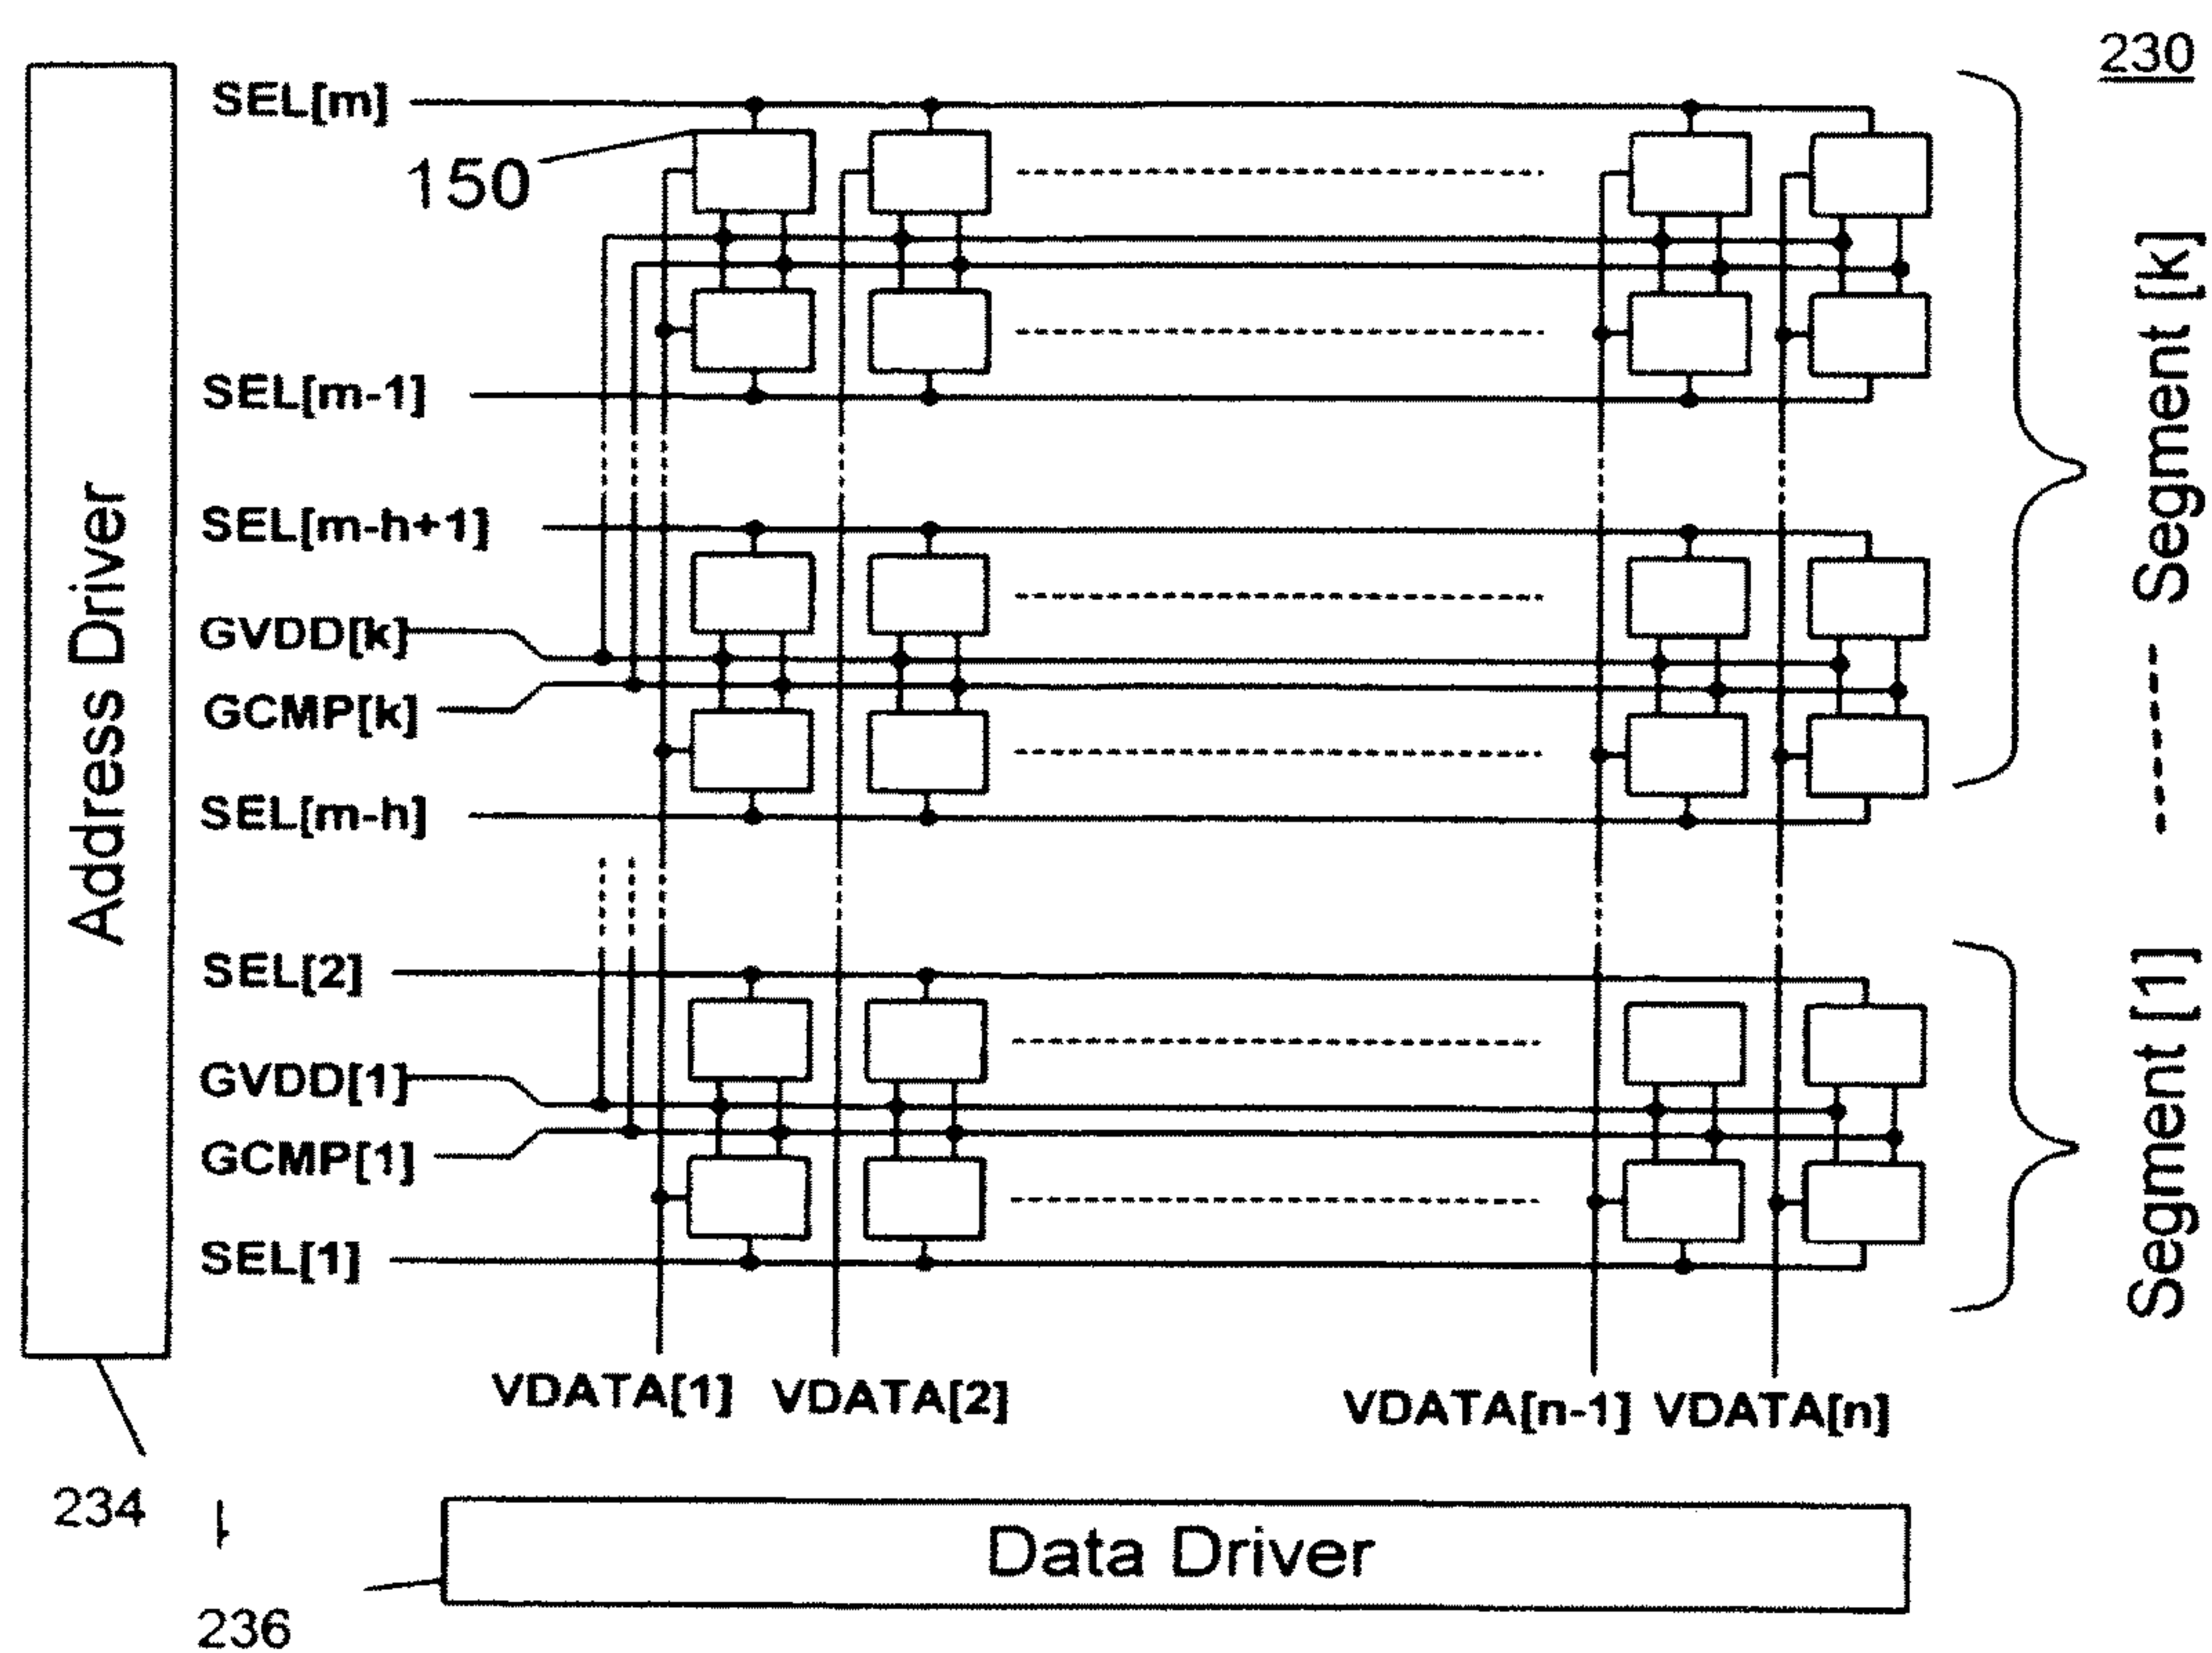 230
SEL[m]
150
SEL[m-1]
SEL[m-h+1]
GVDD[k]
GCMP[k]
SEL[m-h]
SEL[2]
GVDD[1]
GCMP[1]
SEL[1]
Address Driver
Segment [k]
Segment [1]
VDATA[1] VDATA[2] VDATA[n-1] VDATA[n]
234
Data Driver
236